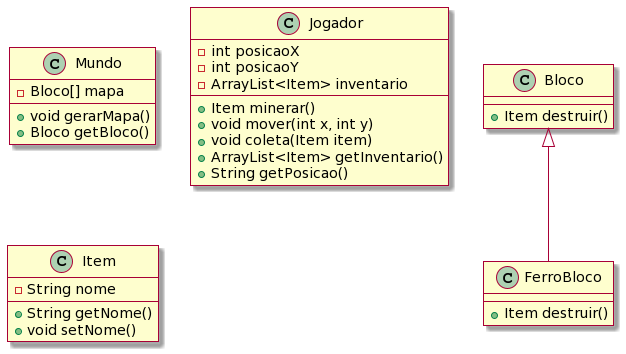 C Mundo
Bloco[] mapa
void gerarMapa()
Bloco getBloco()
C Jogador
int posicaoX
int posicaoY
ArrayList<Item> inventario
Item minerar()
void mover(int x, int y)
void coleta(Item item)
ArrayList<Item> getInventario()
String getPosicao()
C Bloco
Item destruir()
C Item
String nome
String getNome()
void setNome()
C FerroBloco
Item destruir()